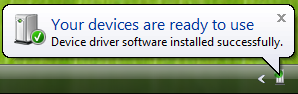 Your devices are ready to use
Device driver software installed successfully.